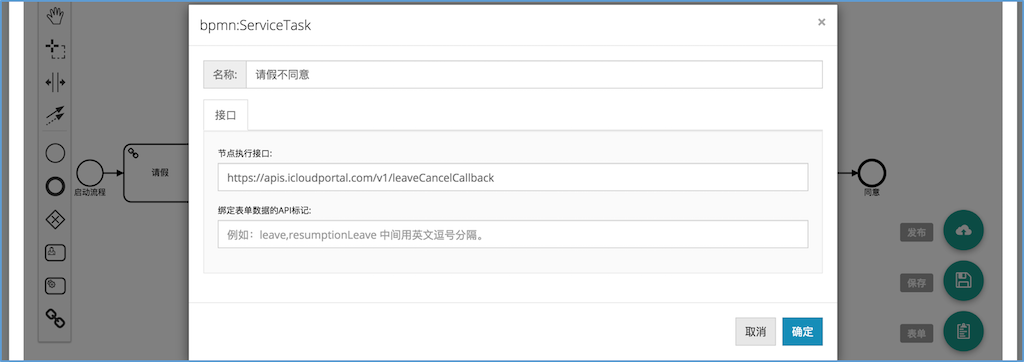 bpmn:ServiceTask
×
名称:
请假不同意
接口
节点执行接口:
https://apis.icloudportal.com/v1/leaveCancelCallback
绑定表单数据的API标记:
例如：leave,resumptionLeave 中间用英文逗号分隔。
取消
确定
请假
启动流程
同意
发布
保存
表单